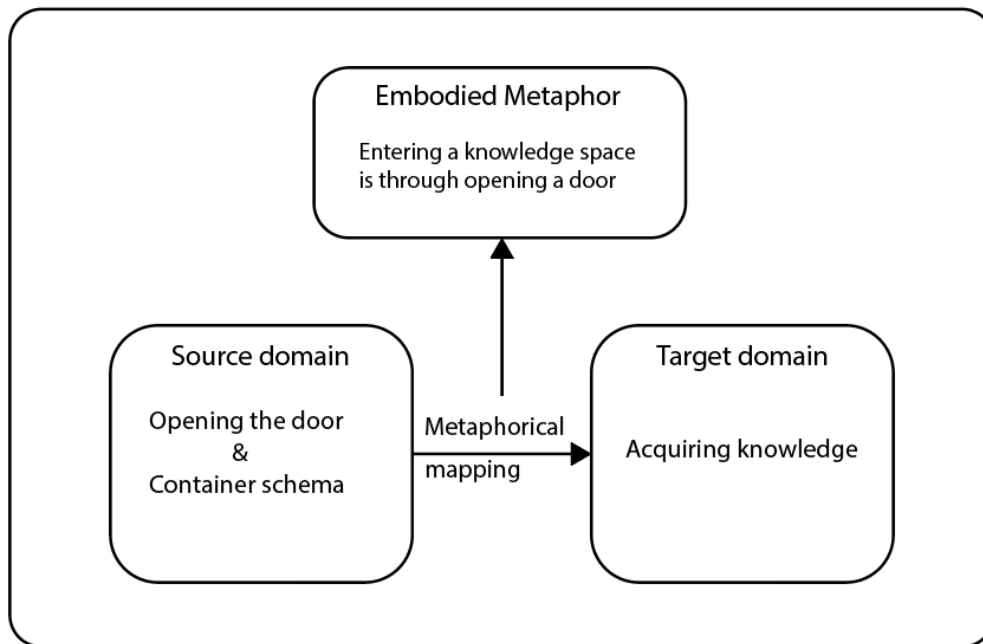 Embodied Metaphor
Entering a knowledge space
is through opening a door
Source domain
Opening the door
&
Container schema
Metaphorical
mapping
Target domain
Acquiring knowledge